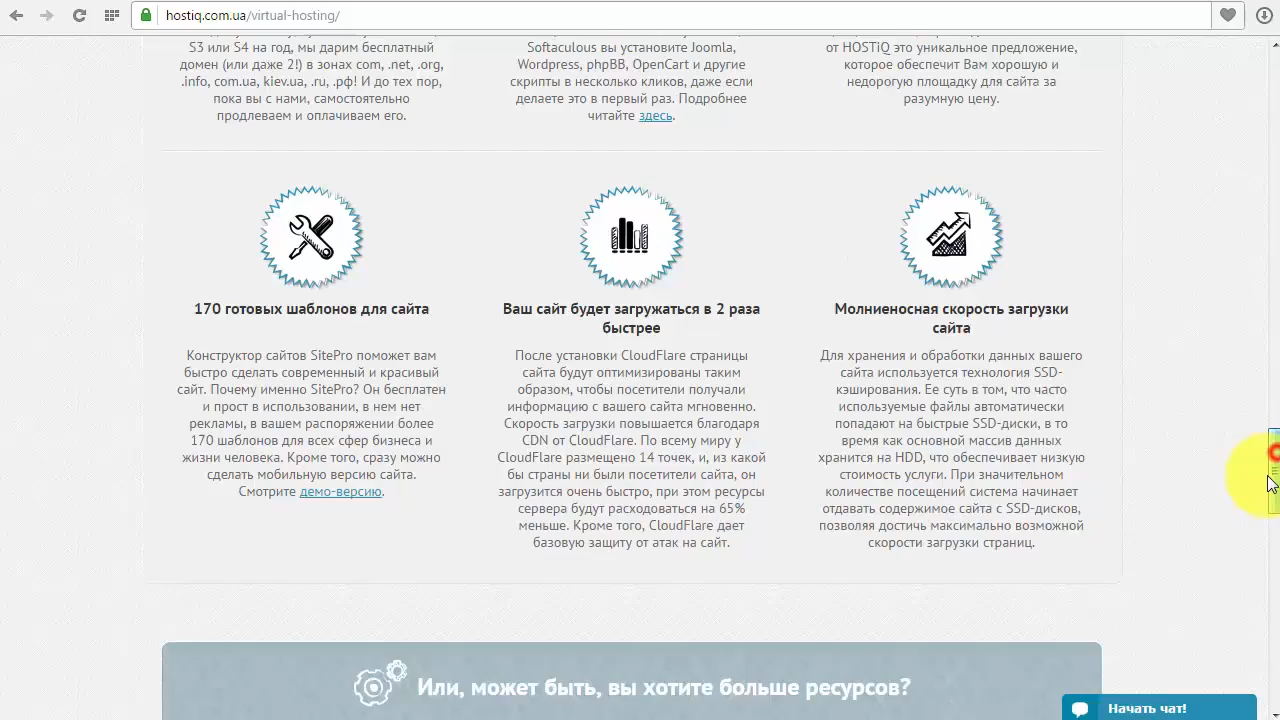 hostiq.com.ua/virtual-hosting/
S3 или S4 на год, мы дарим бесплатный
домен (или даже 2!) в зонах com, .net, .org,
.info, com.ua, kiev.ua, .ru, .рф! И до тех пор,
пока вы с нами, самостоятельно
продлеваем и оплачиваем его.
Softaculous вы установите Joomla,
Wordpress, phpBB, OpenCart и другие
скрипты в несколько кликов, даже если
делаете это в первый раз. Подробнее
читайте здесь.
от HOSTiQ это уникальное предложение,
которое обеспечит Вам хорошую и
недорогую площадку для сайта за
разумную цену.
170 готовых шаблонов для сайта
Конструктор сайтов SitePro поможет вам
быстро сделать современный и красивый
сайт. Почему именно SitePro? Он бесплатен
и прост в использовании, в нем нет
рекламы, в вашем распоряжении более
170 шаблонов для всех сфер бизнеса и
жизни человека. Кроме того, сразу можно
сделать мобильную версию сайта.
Смотрите демо-версию.
Ваш сайт будет загружаться в 2 раза
быстрее
После установки CloudFlare страницы
сайта будут оптимизированы таким
образом, чтобы посетители получали
информацию с вашего сайта мгновенно.
Скорость загрузки повышается благодаря
CDN от CloudFlare. По всему миру у
CloudFlare размещено 14 точек, и, из какой
бы страны ни были посетители сайта, он
загрузится очень быстро, при этом ресурсы
сервера будут расходоваться на 65%
меньше. Кроме того, CloudFlare дает
базовую защиту от атак на сайт.
Молниеносная скорость загрузки
сайта
Для хранения и обработки данных вашего
сайта используется технология SSD-
кэширования. Ее суть в том, что часто
используемые файлы автоматически
попадают на быстрые SSD-диски, в то
время как основной массив данных
хранится на HDD, что обеспечивает низкую
стоимость услуги. При значительном
количестве посещений система начинает
отдавать содержимое сайта с SSD-дисков,
позволяя достичь максимально возможной
скорости загрузки страниц.
Или, может быть, вы хотите больше ресурсов?
Начать чат!